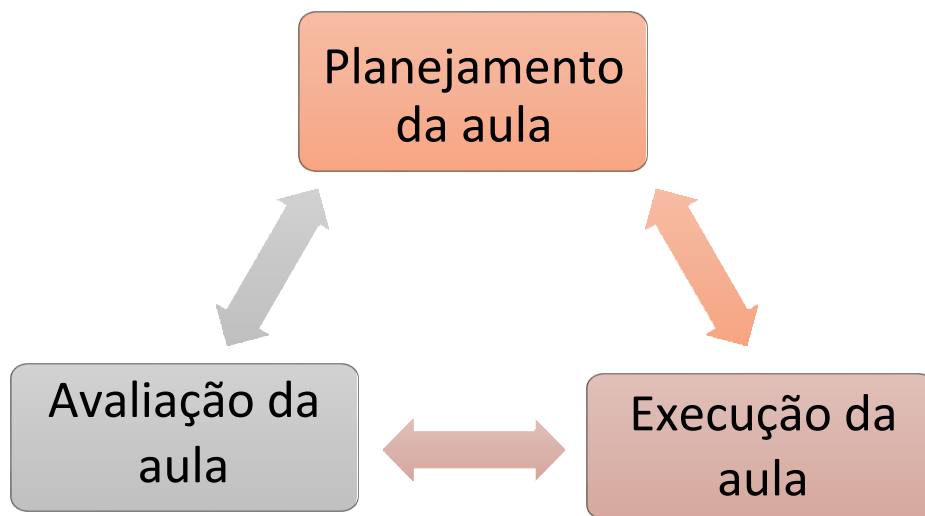 Planejamento
da aula
Avaliação da
aula
Execução da
aula